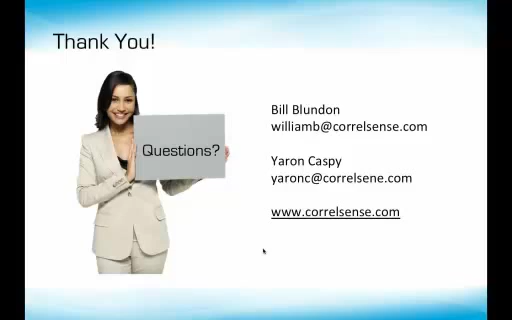 Thank You!
Questions?
Bill Blundon
williamb@correlsense.com
Yaron Caspy
yaronc@correlsene.com
www.correlsense.com